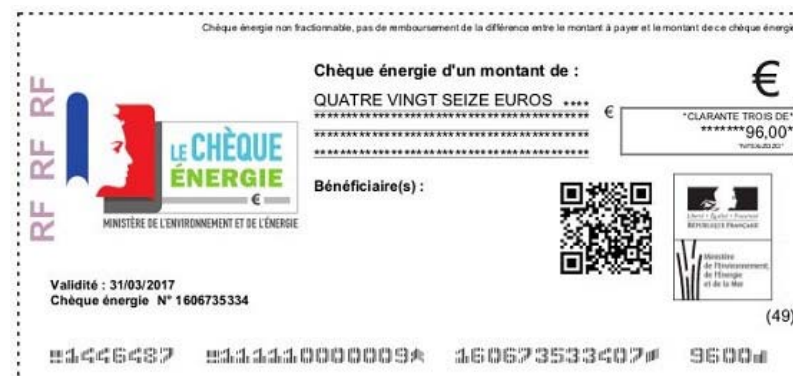 Chèque énergie non fractionnable, pas de remboursement de la différence entre le montant à payer et le montant de ce chèque énergie
RF RF RF
LE CHÈQUE
ÉNERGIE
€
MINISTÈRE DE L'ENVIRONNEMENT ET DE L'ÉNERGIE
Chèque énergie d'un montant de :
QUATRE VINGT SEIZE EUROS ****
*******************************************
*******************************************
*******************************************
€
€
*CLARANTE TROIS DE*
*******96,00*
Bénéficiaire(s) :
Liberté • Égalité • Fraternité
RÉPUBLIQUE FRANÇAISE
Ministère
de l'Environnement,
de l'Énergie
et de la Mer
Validité : 31/03/2017
Chèque énergie N° 1606735334
(49)
1446487 111110000009 160673533407 9600